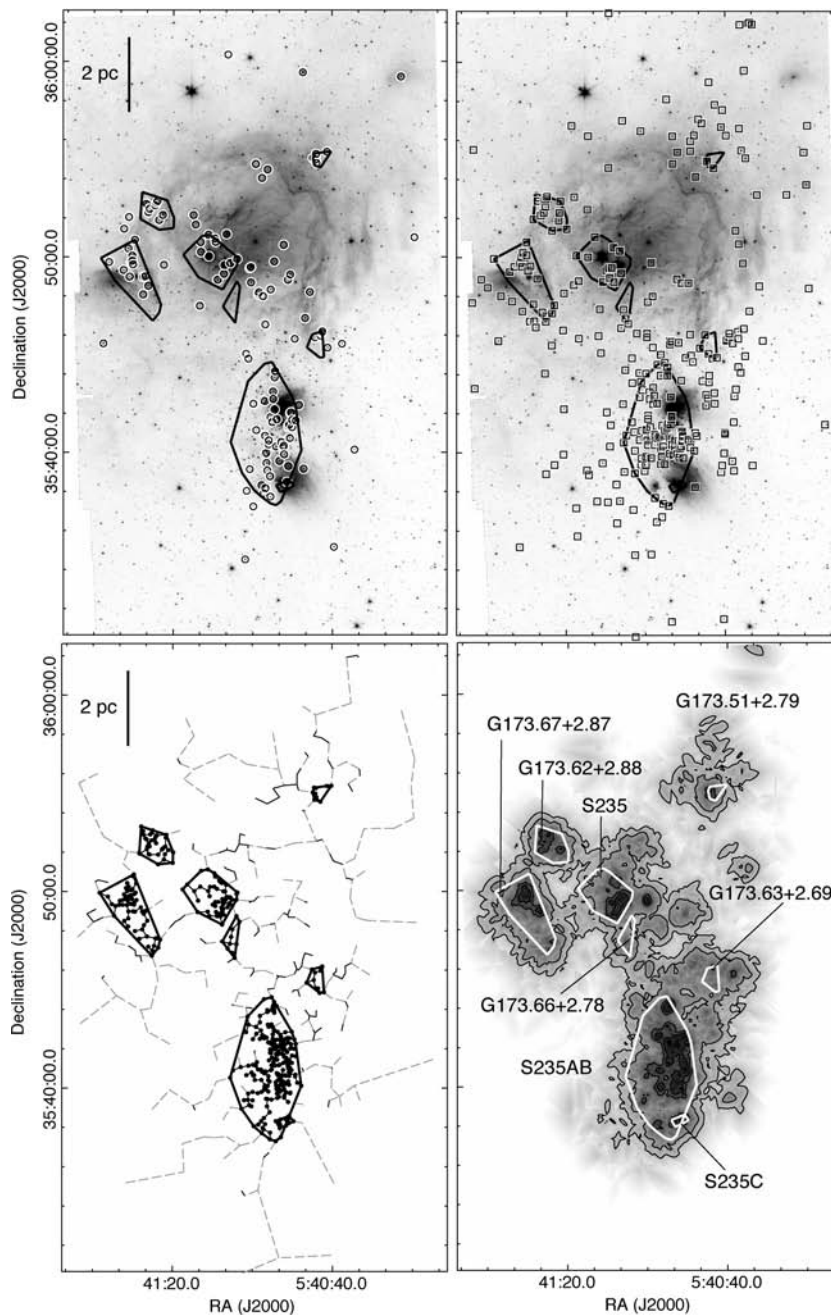 2 pc
36:00:00.0
50:00.0
35:40:00.0
Declination (J2000)
2 pc
36:00:00.0
50:00.0
35:40:00.0
Declination (J2000)
41:20.0
5:40:40.0
RA (J2000)
G173.51+2.79
G173.67+2.87
G173.62+2.88
S235
G173.63+2.69
G173.66+2.78
S235AB
S235C
41:20.0
5:40:40.0
RA (J2000)